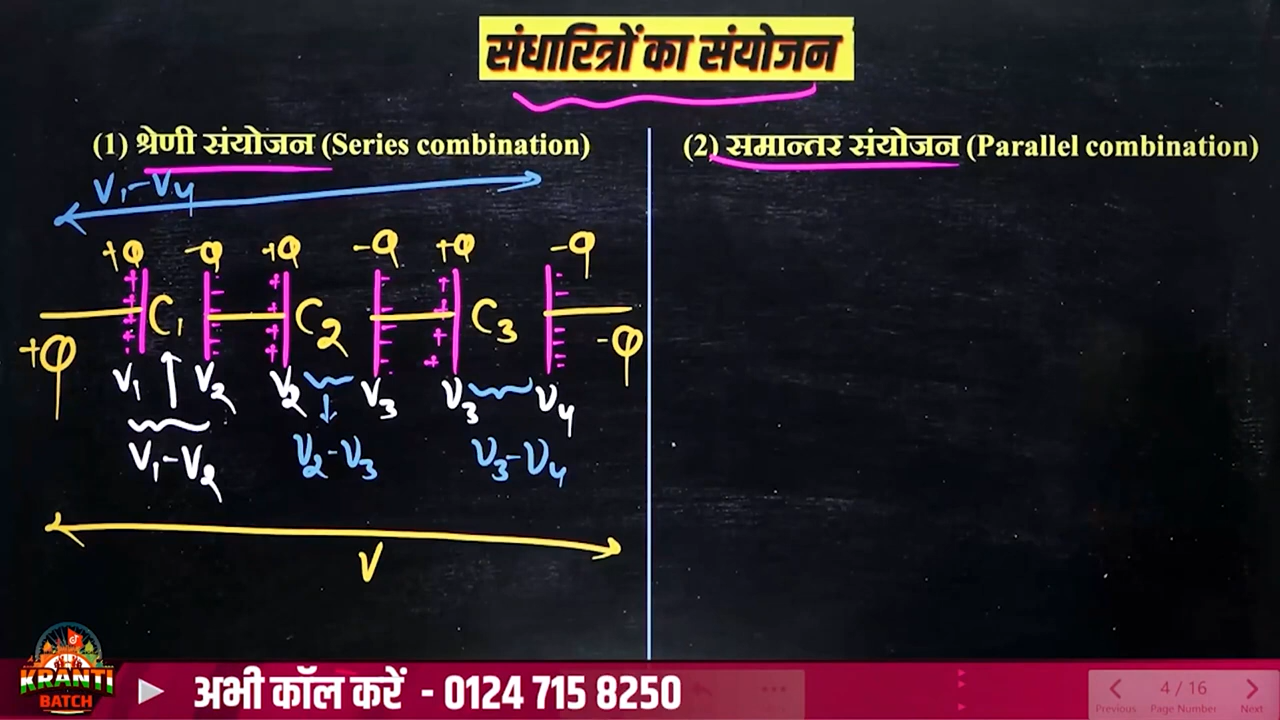 संधारित्रों का संयोजन
(1) श्रेणी संयोजन (Series combination)
(2) समान्तर संयोजन (Parallel combination)
V₁-V₄
+Q -Q +Q -Q +Q -Q
C₁ C₂ C₃
+Q -Q
V₁ V₂ V₂ V₃ V₃ V₄
V₁-V₂ V₂-V₃ V₃-V₄
V
KRANTI
BATCH
अभी कॉल करें - 0124 715 8250
4 / 16
Previous Page Number Next